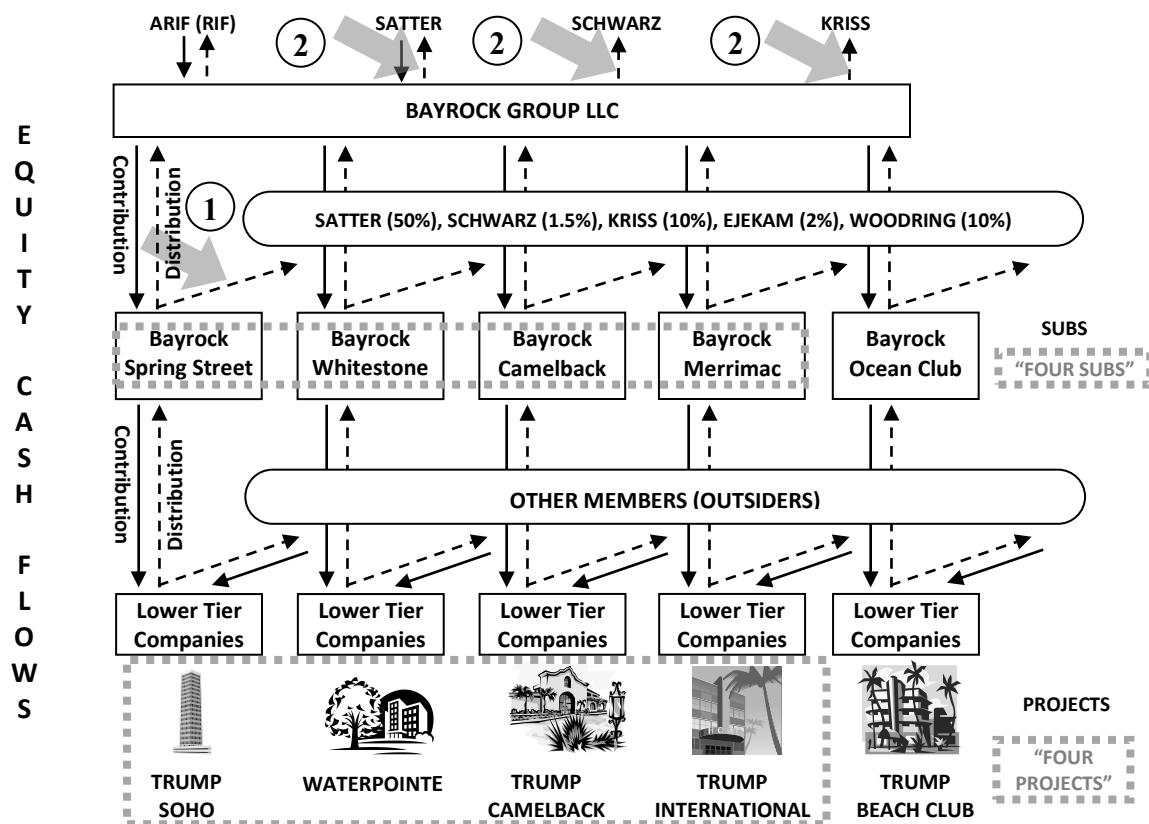 EQUITY CASH FLOWS
ARIF (RIF)
SATTER
SCHWARZ
KRISS
2
2
2
BAYROCK GROUP LLC
Contribution
Distribution
1
SATTER (50%), SCHWARZ (1.5%), KRISS (10%), EJEKAM (2%), WOODRING (10%)
Bayrock
Spring Street
Bayrock
Whitestone
Bayrock
Camelback
Bayrock
Merrimac
Bayrock
Ocean Club
SUBS
"FOUR SUBS"
Contribution
Distribution
OTHER MEMBERS (OUTSIDERS)
Lower Tier
Companies
Lower Tier
Companies
Lower Tier
Companies
Lower Tier
Companies
Lower Tier
Companies
PROJECTS
"FOUR
PROJECTS"
TRUMP
SOHO
WATERPOINTE
TRUMP
CAMELBACK
TRUMP
INTERNATIONAL
TRUMP
BEACH CLUB